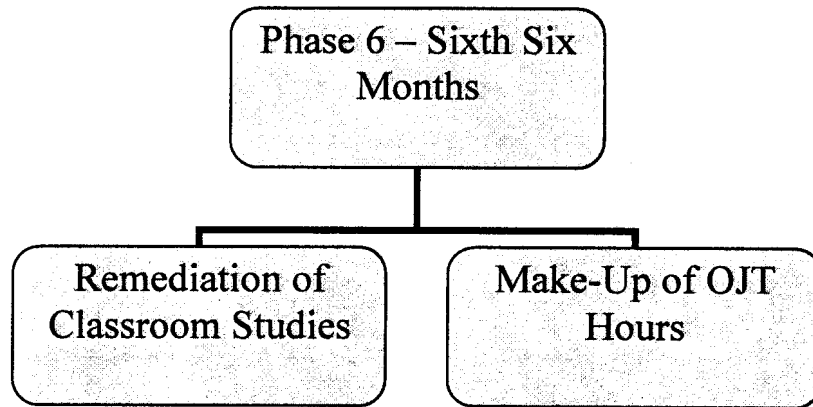 Phase 6 – Sixth Six
Months
Remediation of
Classroom Studies
Make-Up of OJT
Hours